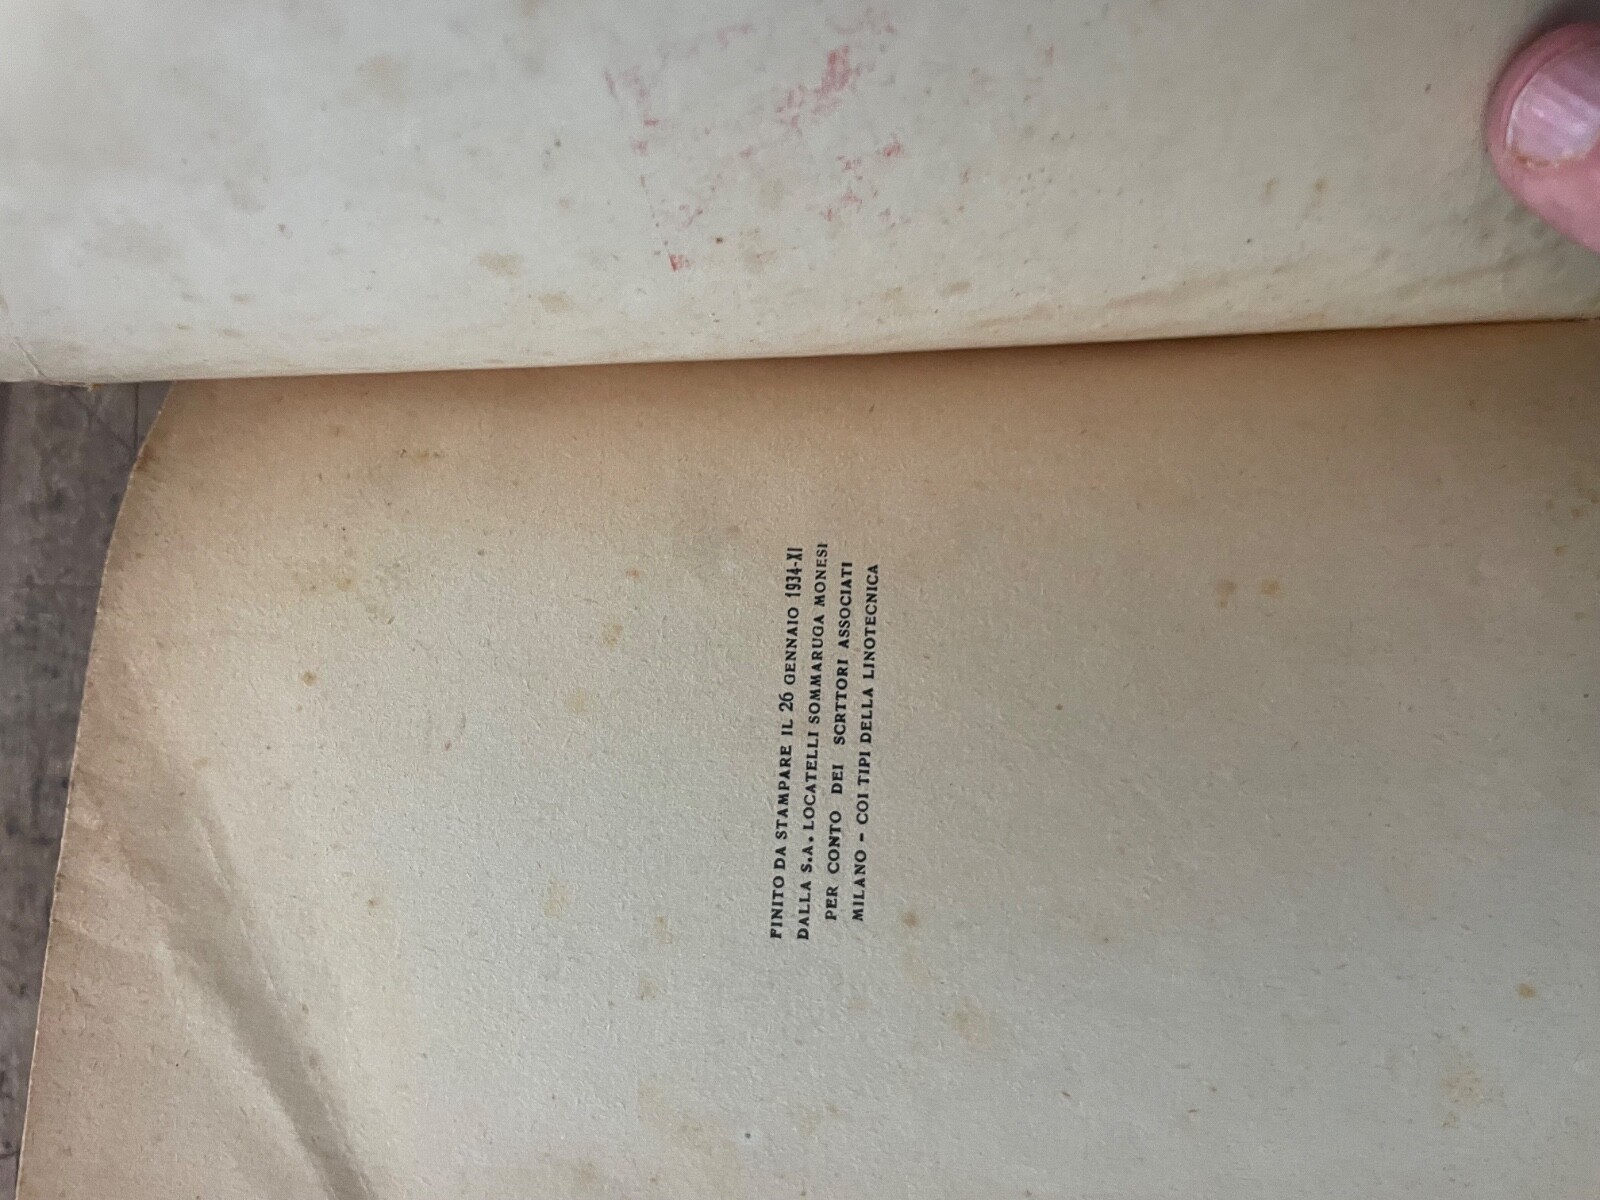 FINITO DA STAMPARE IL 26 GENNAIO 1934-XI
DALLA S.A. LOCATELLI SOMMARUGA MONESI
PER CONTO DEI SCRTTORI ASSOCIATI
MILANO - COI TIPI DELLA LINOTECNICA